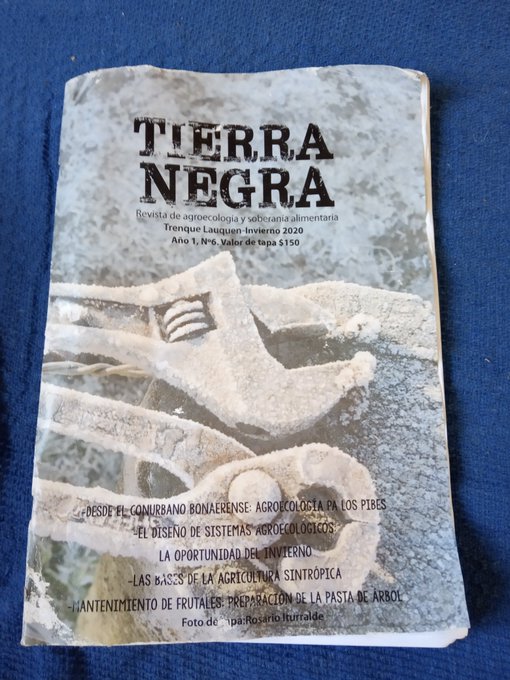 TIERRA
NEGRA
Revista de agroecología y soberanía alimentaria
Trenque Lauquen-Invierno 2020
Año 1, Nº6. Valor de tapa $150
-DESDE EL CONURBANO BONAERENSE: AGROECOLOGÍA PA LOS PIBES
-EL DISEÑO DE SISTEMAS AGROECOLÓGICOS
LA OPORTUNIDAD DEL INVIERNO
-LAS BASES DE LA AGRICULTURA SINTRÓPICA
-MANTENIMIENTO DE FRUTALES: PREPARACIÓN DE LA PASTA DE ÁRBOL
Foto de tapa:Rosario Iturralde